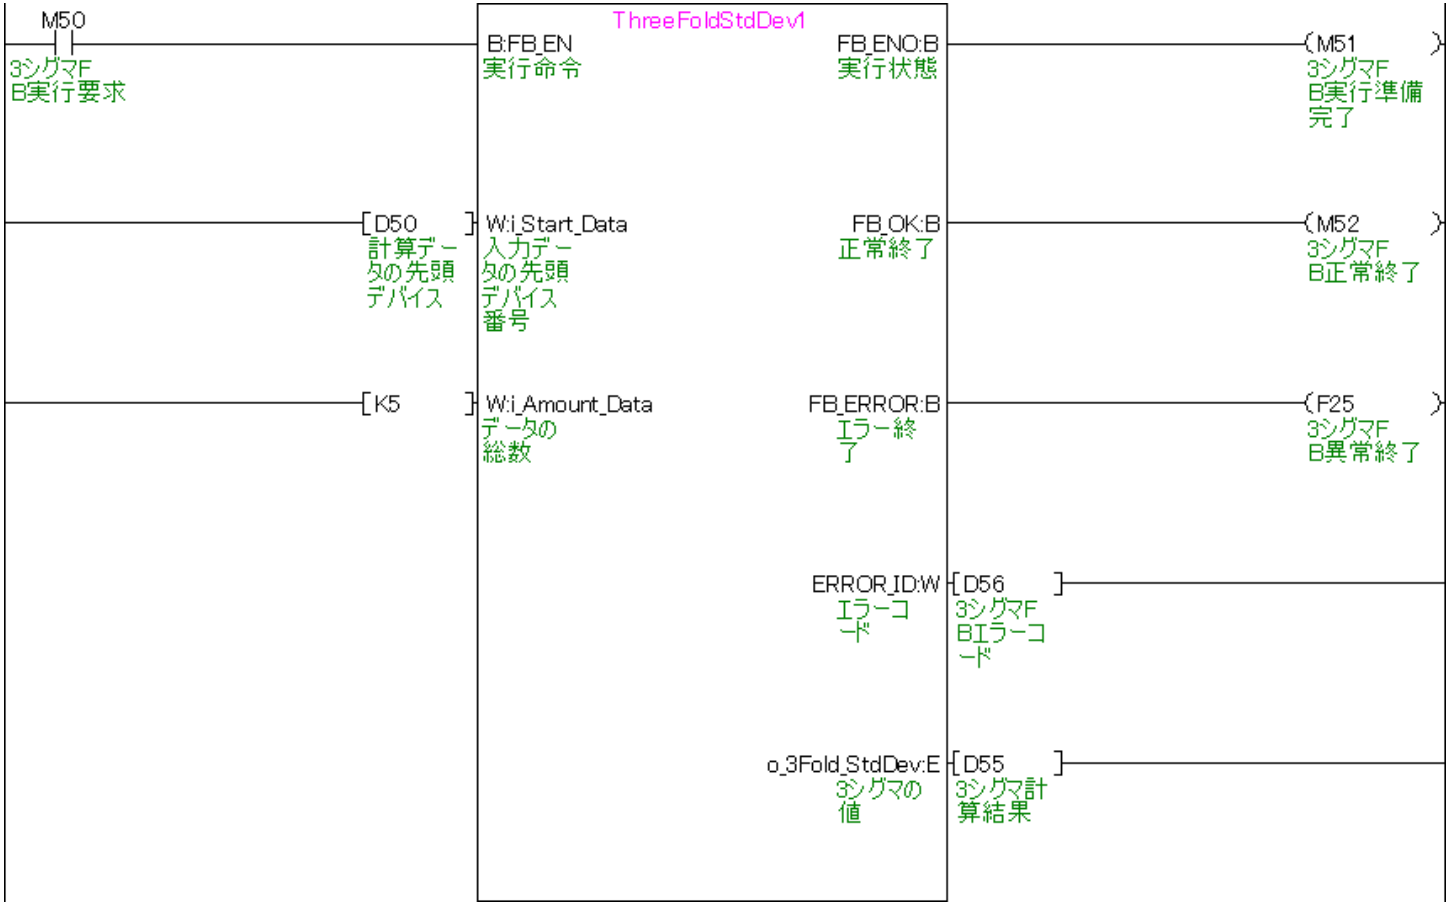 M50
3シグマF
B実行要求
ThreeFoldStdDev1
B:FB_EN
実行命令
FB_ENO:B
実行状態
M51
3シグマF
B実行準備
完了
D50
計算デー
タの先頭
デバイス
W:i_Start_Data
入力デー
タの先頭
デバイス
番号
FB_OK:B
正常終了
M52
3シグマF
B正常終了
K5
W:i_Amount_Data
データの
総数
FB_ERROR:B
エラー終
了
F25
3シグマF
B異常終了
ERROR_ID:W
エラーコ
ード
D56
3シグマF
Bエラーコ
ード
o_3Fold_StdDev:E
3シグマの
値
D55
3シグマ計
算結果